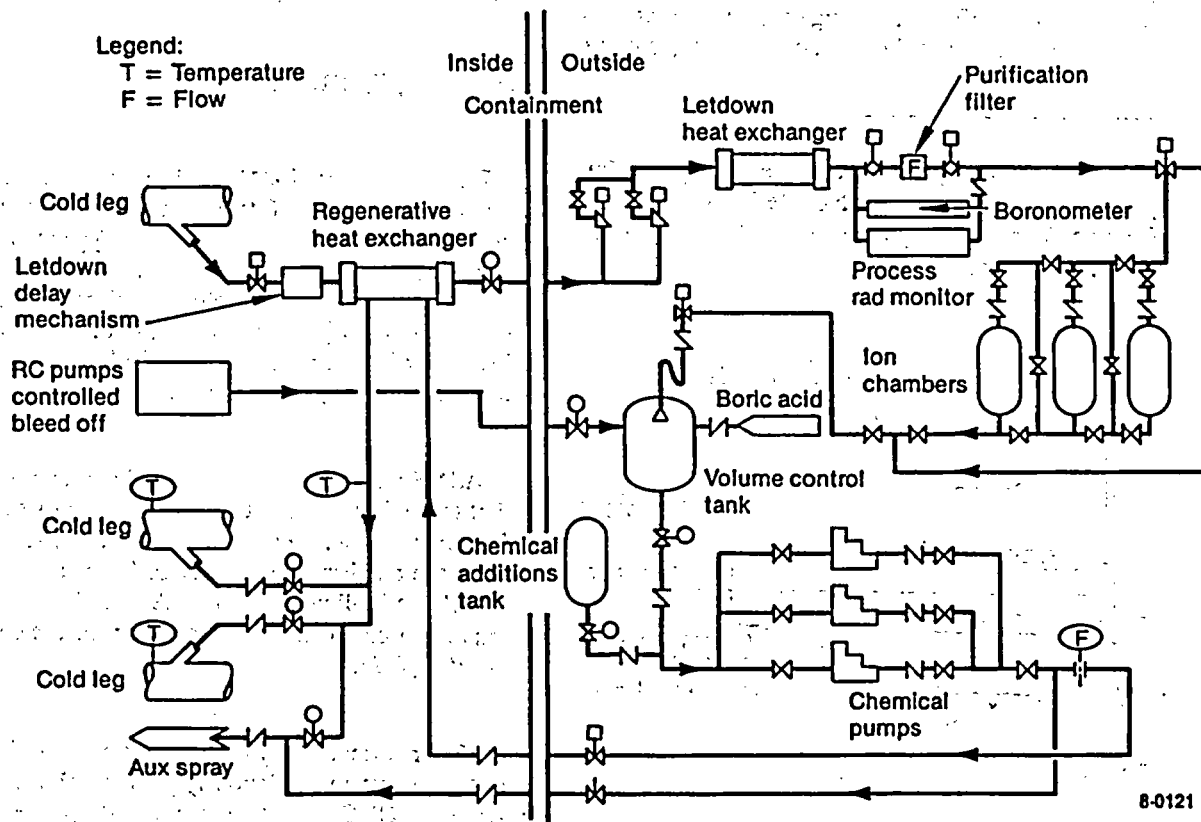 Legend:
T = Temperature
F = Flow
Inside
Outside
Containment
Letdown
heat exchanger
Purification
filter
F
Cold leg
Regenerative
heat exchanger
Boronometer
Letdown
delay
mechanism
Process
rad monitor
RC pumps
controlled
bleed off
Ion
chambers
Boric acid
T
T
Cold leg
Volume control
tank
Chemical
additions
tank
T
Cold leg
F
Chemical
pumps
Aux spray
8-0121